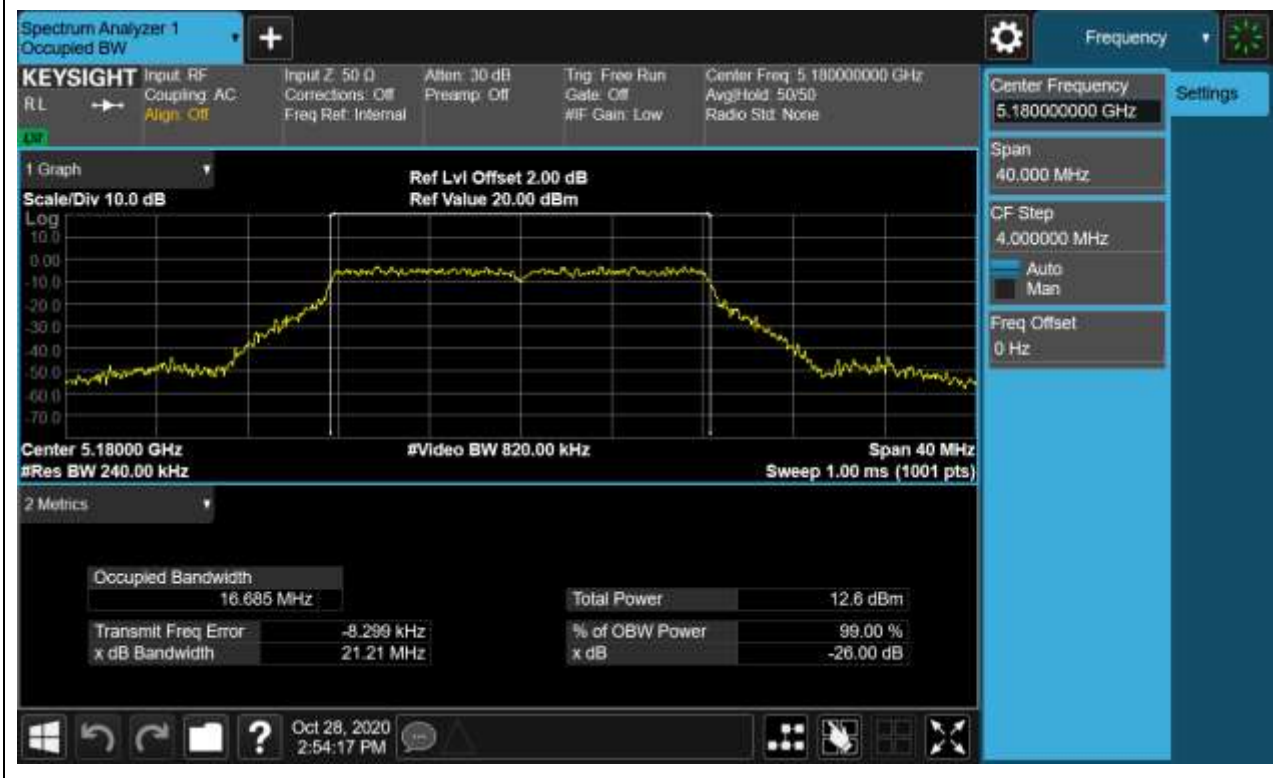 Spectrum Analyzer 1
Occupied BW
+
Frequency
KEYSIGHT
RL
Input: RF
Coupling: AC
Align: Off
Input Z: 50 Ω
Corrections: Off
Freq Ref: Internal
Atten: 30 dB
Preamp: Off
Trig: Free Run
Gate: Off
#IF Gain: Low
Center Freq: 5.180000000 GHz
Avg|Hold: 50/50
Radio Std: None
Center Frequency
5.180000000 GHz
Settings
Span
40.000 MHz
CF Step
4.000000 MHz
Auto
Man
Freq Offset
0 Hz
1 Graph
Scale/Div 10.0 dB
Ref Lvl Offset 2.00 dB
Ref Value 20.00 dBm
Log
10.0
0.00
-10.0
-20.0
-30.0
-40.0
-50.0
-60.0
-70.0
Center 5.18000 GHz
#Video BW 820.00 kHz
Span 40 MHz
#Res BW 240.00 kHz
Sweep 1.00 ms (1001 pts)
2 Metrics
Occupied Bandwidth
16.685 MHz
Total Power 12.6 dBm
Transmit Freq Error -8.299 kHz
% of OBW Power 99.00 %
x dB Bandwidth 21.21 MHz
x dB -26.00 dB
?
Oct 28, 2020
2:54:17 PM